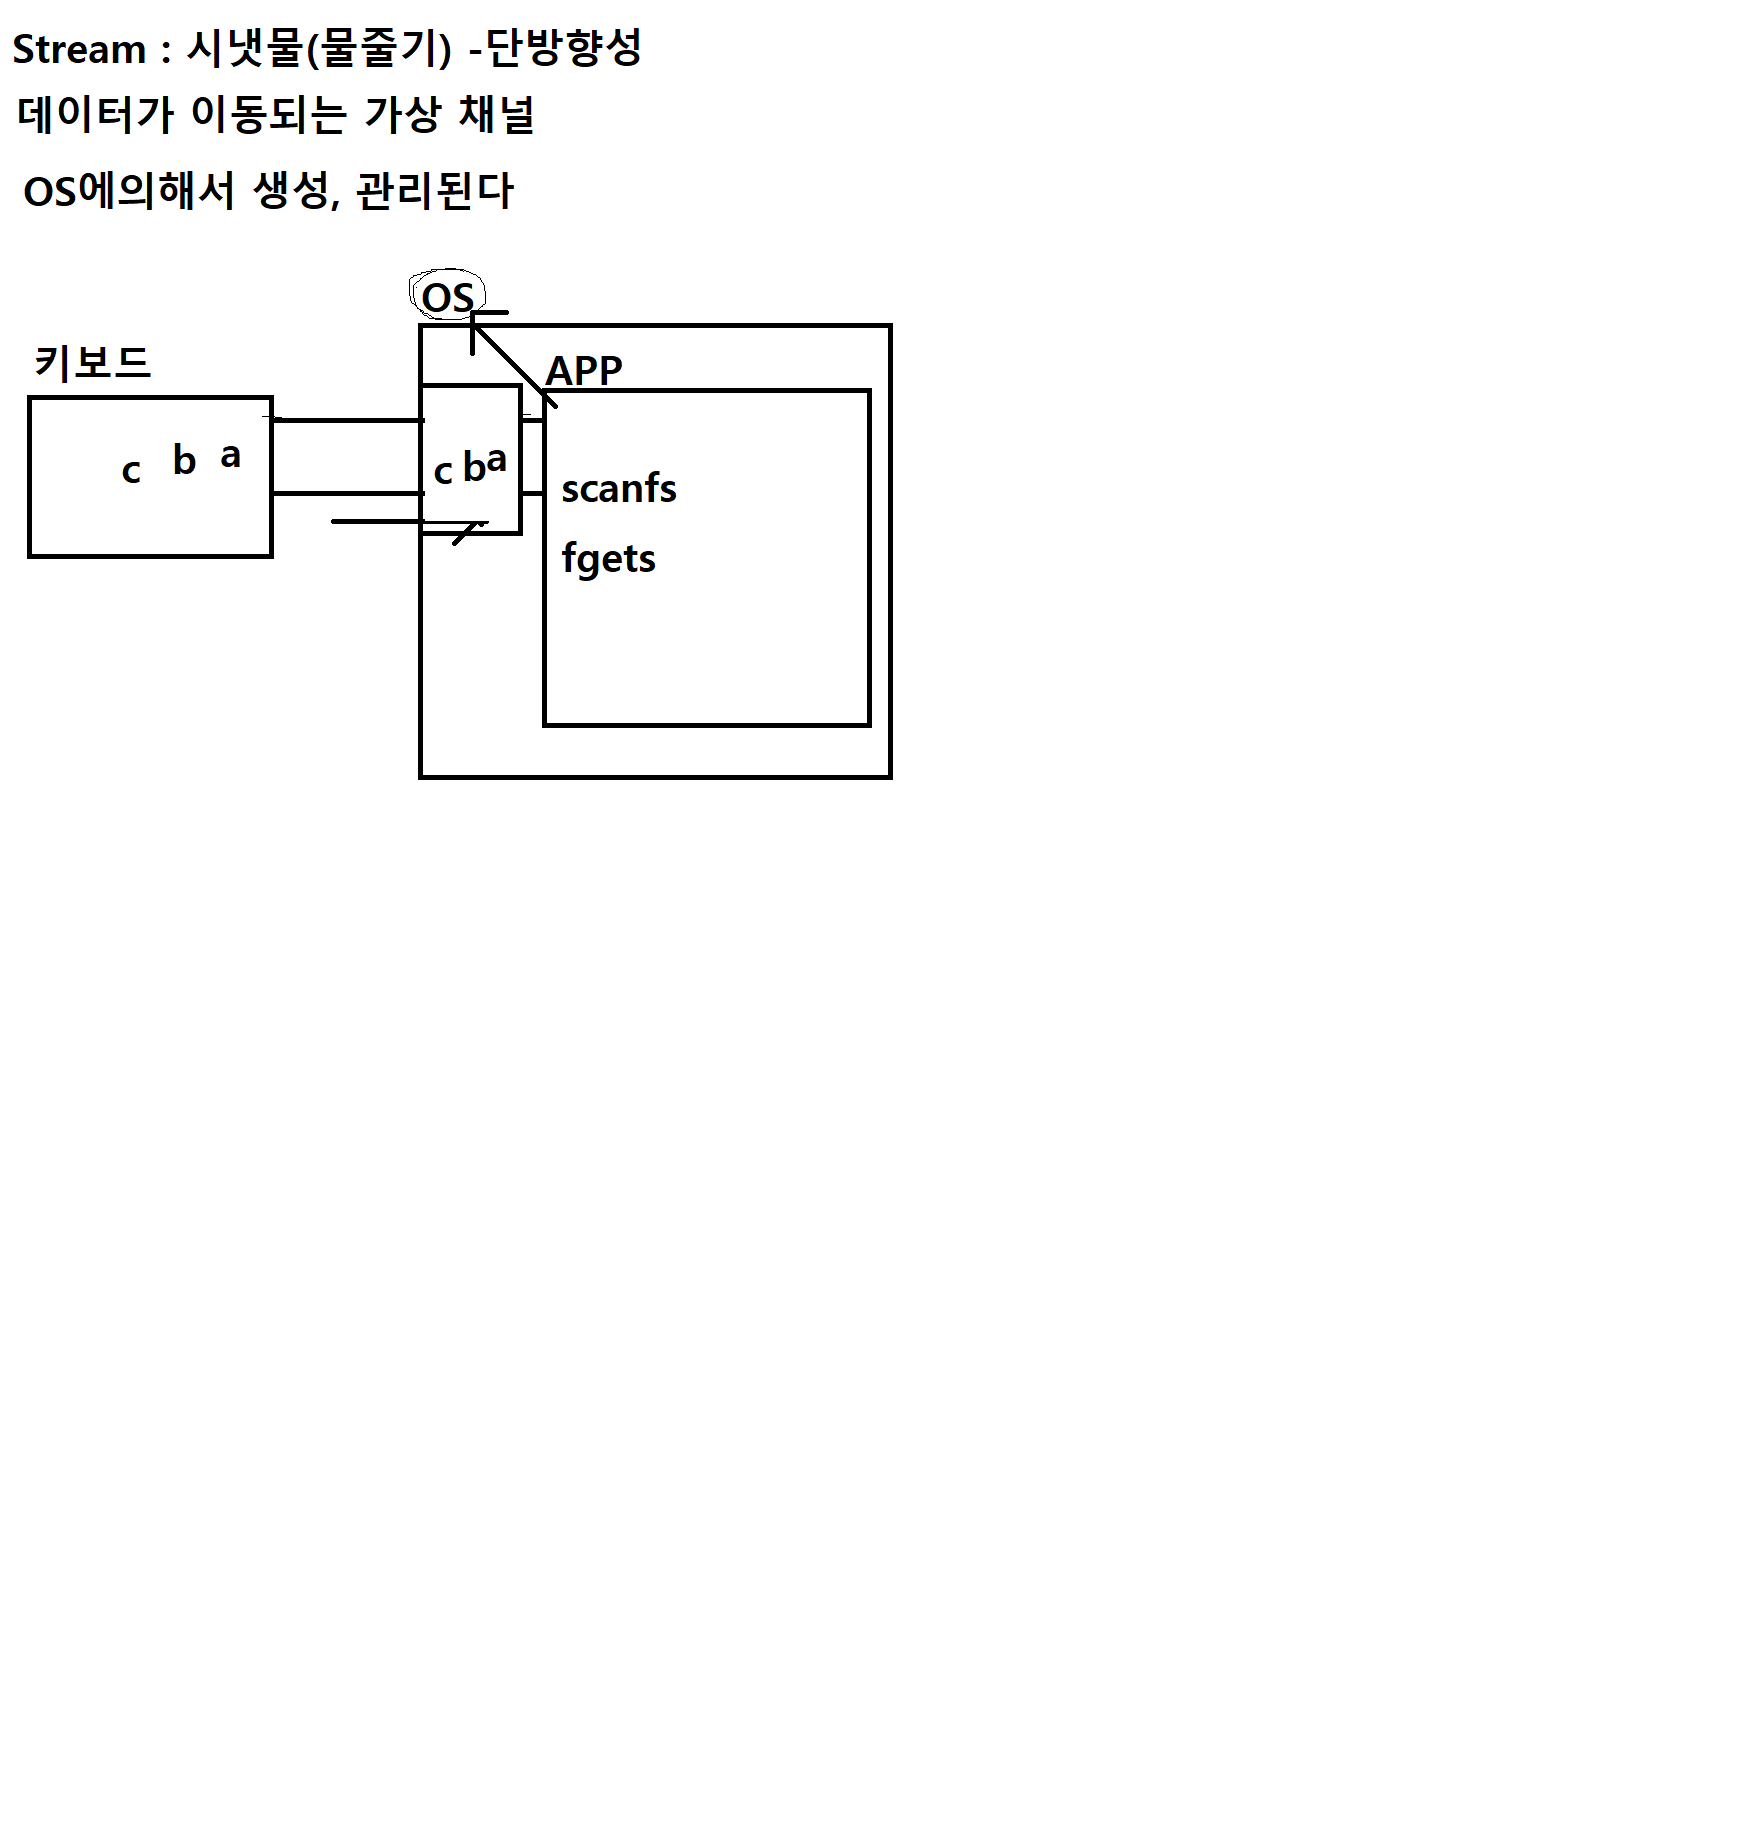 Stream : 시냇물(물줄기) -단방향성
데이터가 이동되는 가상 채널
OS에의해서 생성, 관리된다
OS
키보드
APP
c b a
c b a
scanfs
fgets